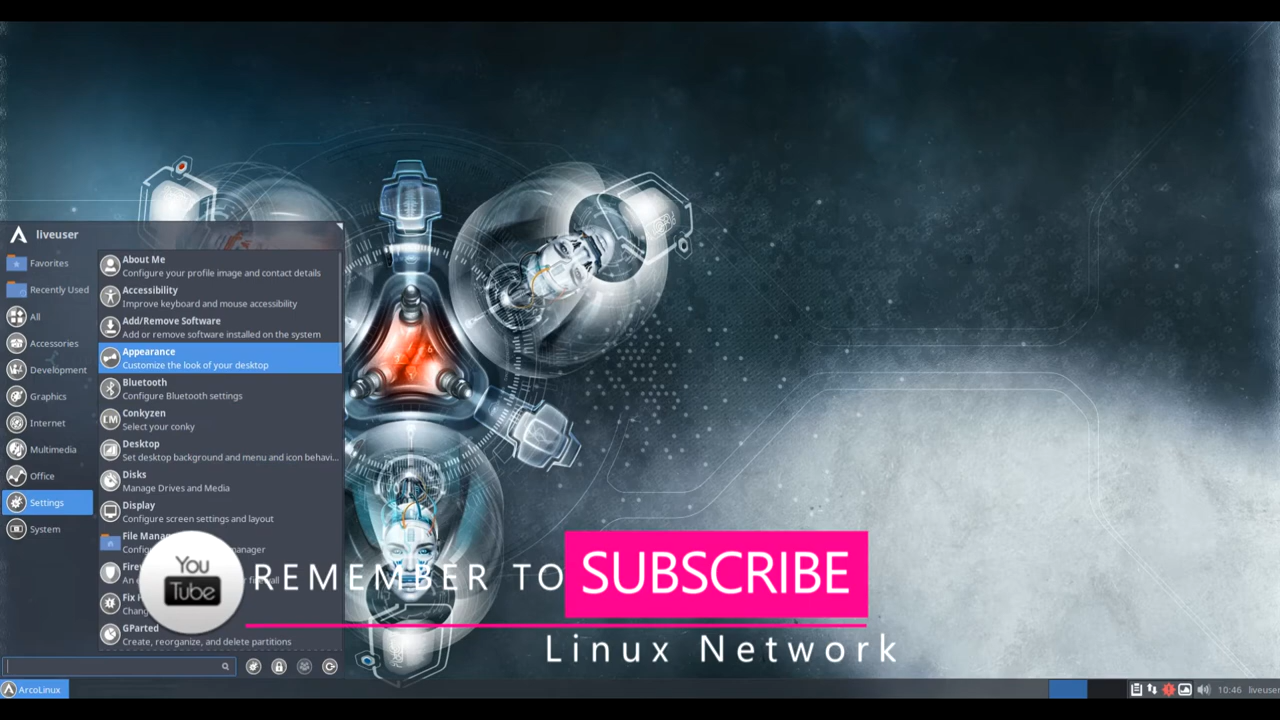 liveuser
Favorites
Recently Used
All
Accessories
Development
Graphics
Internet
Multimedia
Office
Settings
System
About Me
Configure your profile image and contact details
Accessibility
Improve keyboard and mouse accessibility
Add/Remove Software
Add or remove software installed on the system
Appearance
Customize the look of your desktop
Bluetooth
Configure Bluetooth settings
Conkyzen
Select your conky
Desktop
Set desktop background and menu and icon behavi...
Disks
Manage Drives and Media
Display
Configure screen settings and layout
File
GParted
Create, reorganize, and delete partitions
You
Tube
REMEMBER TO SUBSCRIBE
Linux Network
ArcoLinux
10:46 liveuser